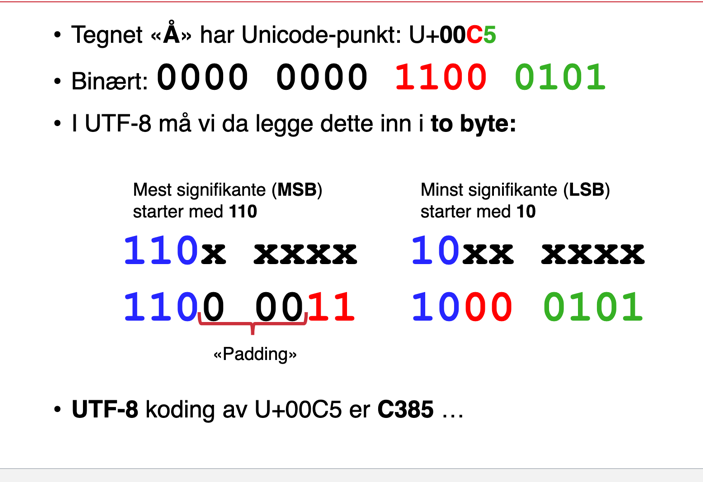 • Tegnet «Å» har Unicode-punkt: U+00C5
• Binært: 0000 0000 1100 0101
• I UTF-8 må vi da legge dette inn i to byte:
Mest signifikante (MSB)
starter med 110
110x xxxx
1100 0011
«Padding»
Minst signifikante (LSB)
starter med 10
10xx xxxx
1000 0101
• UTF-8 koding av U+00C5 er C385 …